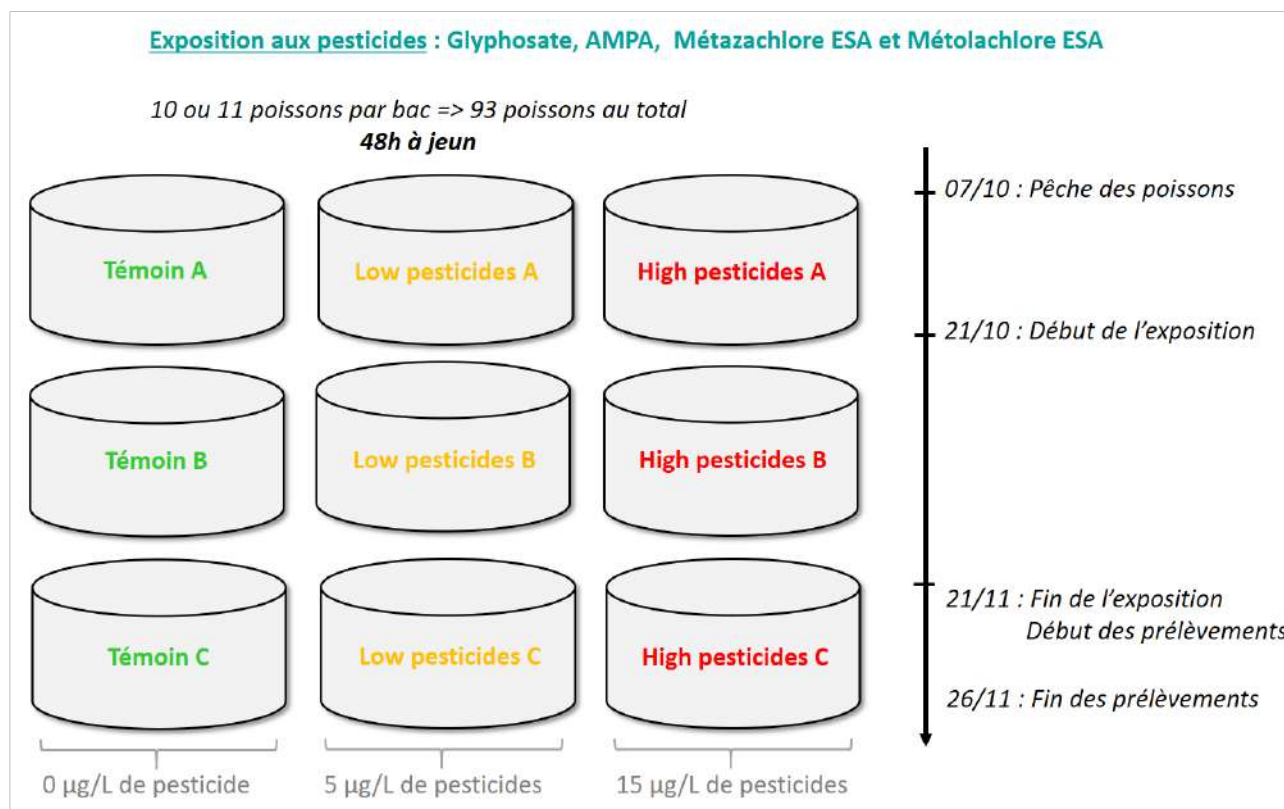 Exposition aux pesticides : Glyphosate, AMPA, Métazachlore ESA et Métolachlore ESA
10 ou 11 poissons par bac => 93 poissons au total
48h à jeun
Témoin A
Low pesticides A
High pesticides A
Témoin B
Low pesticides B
High pesticides B
Témoin C
Low pesticides C
High pesticides C
0 µg/L de pesticide
5 µg/L de pesticides
15 µg/L de pesticides
07/10 : Pêche des poissons
21/10 : Début de l'exposition
21/11 : Fin de l'exposition
Début des prélèvements
26/11 : Fin des prélèvements